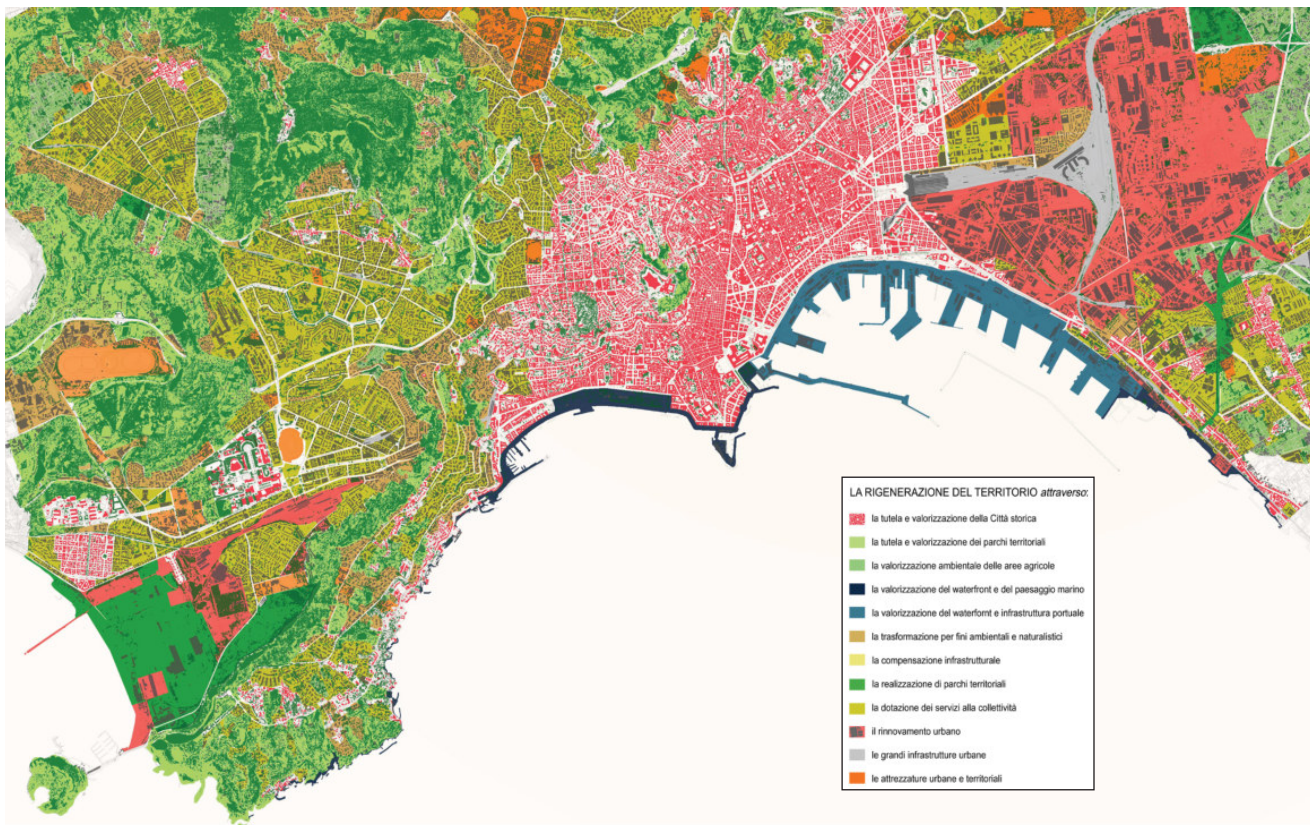 LA RIGENERAZIONE DEL TERRITORIO attraverso:
la tutela e valorizzazione della Città storica
la tutela e valorizzazione dei parchi territoriali
la valorizzazione ambientale delle aree agricole
la valorizzazione del waterfront e del paesaggio marino
la valorizzazione del waterfornt e infrastruttura portuale
la trasformazione per fini ambientali e naturalistici
la compensazione infrastrutturale
la realizzazione di parchi territoriali
la dotazione dei servizi alla collettività
il rinnovamento urbano
le grandi infrastrutture urbane
le attrezzature urbane e territoriali